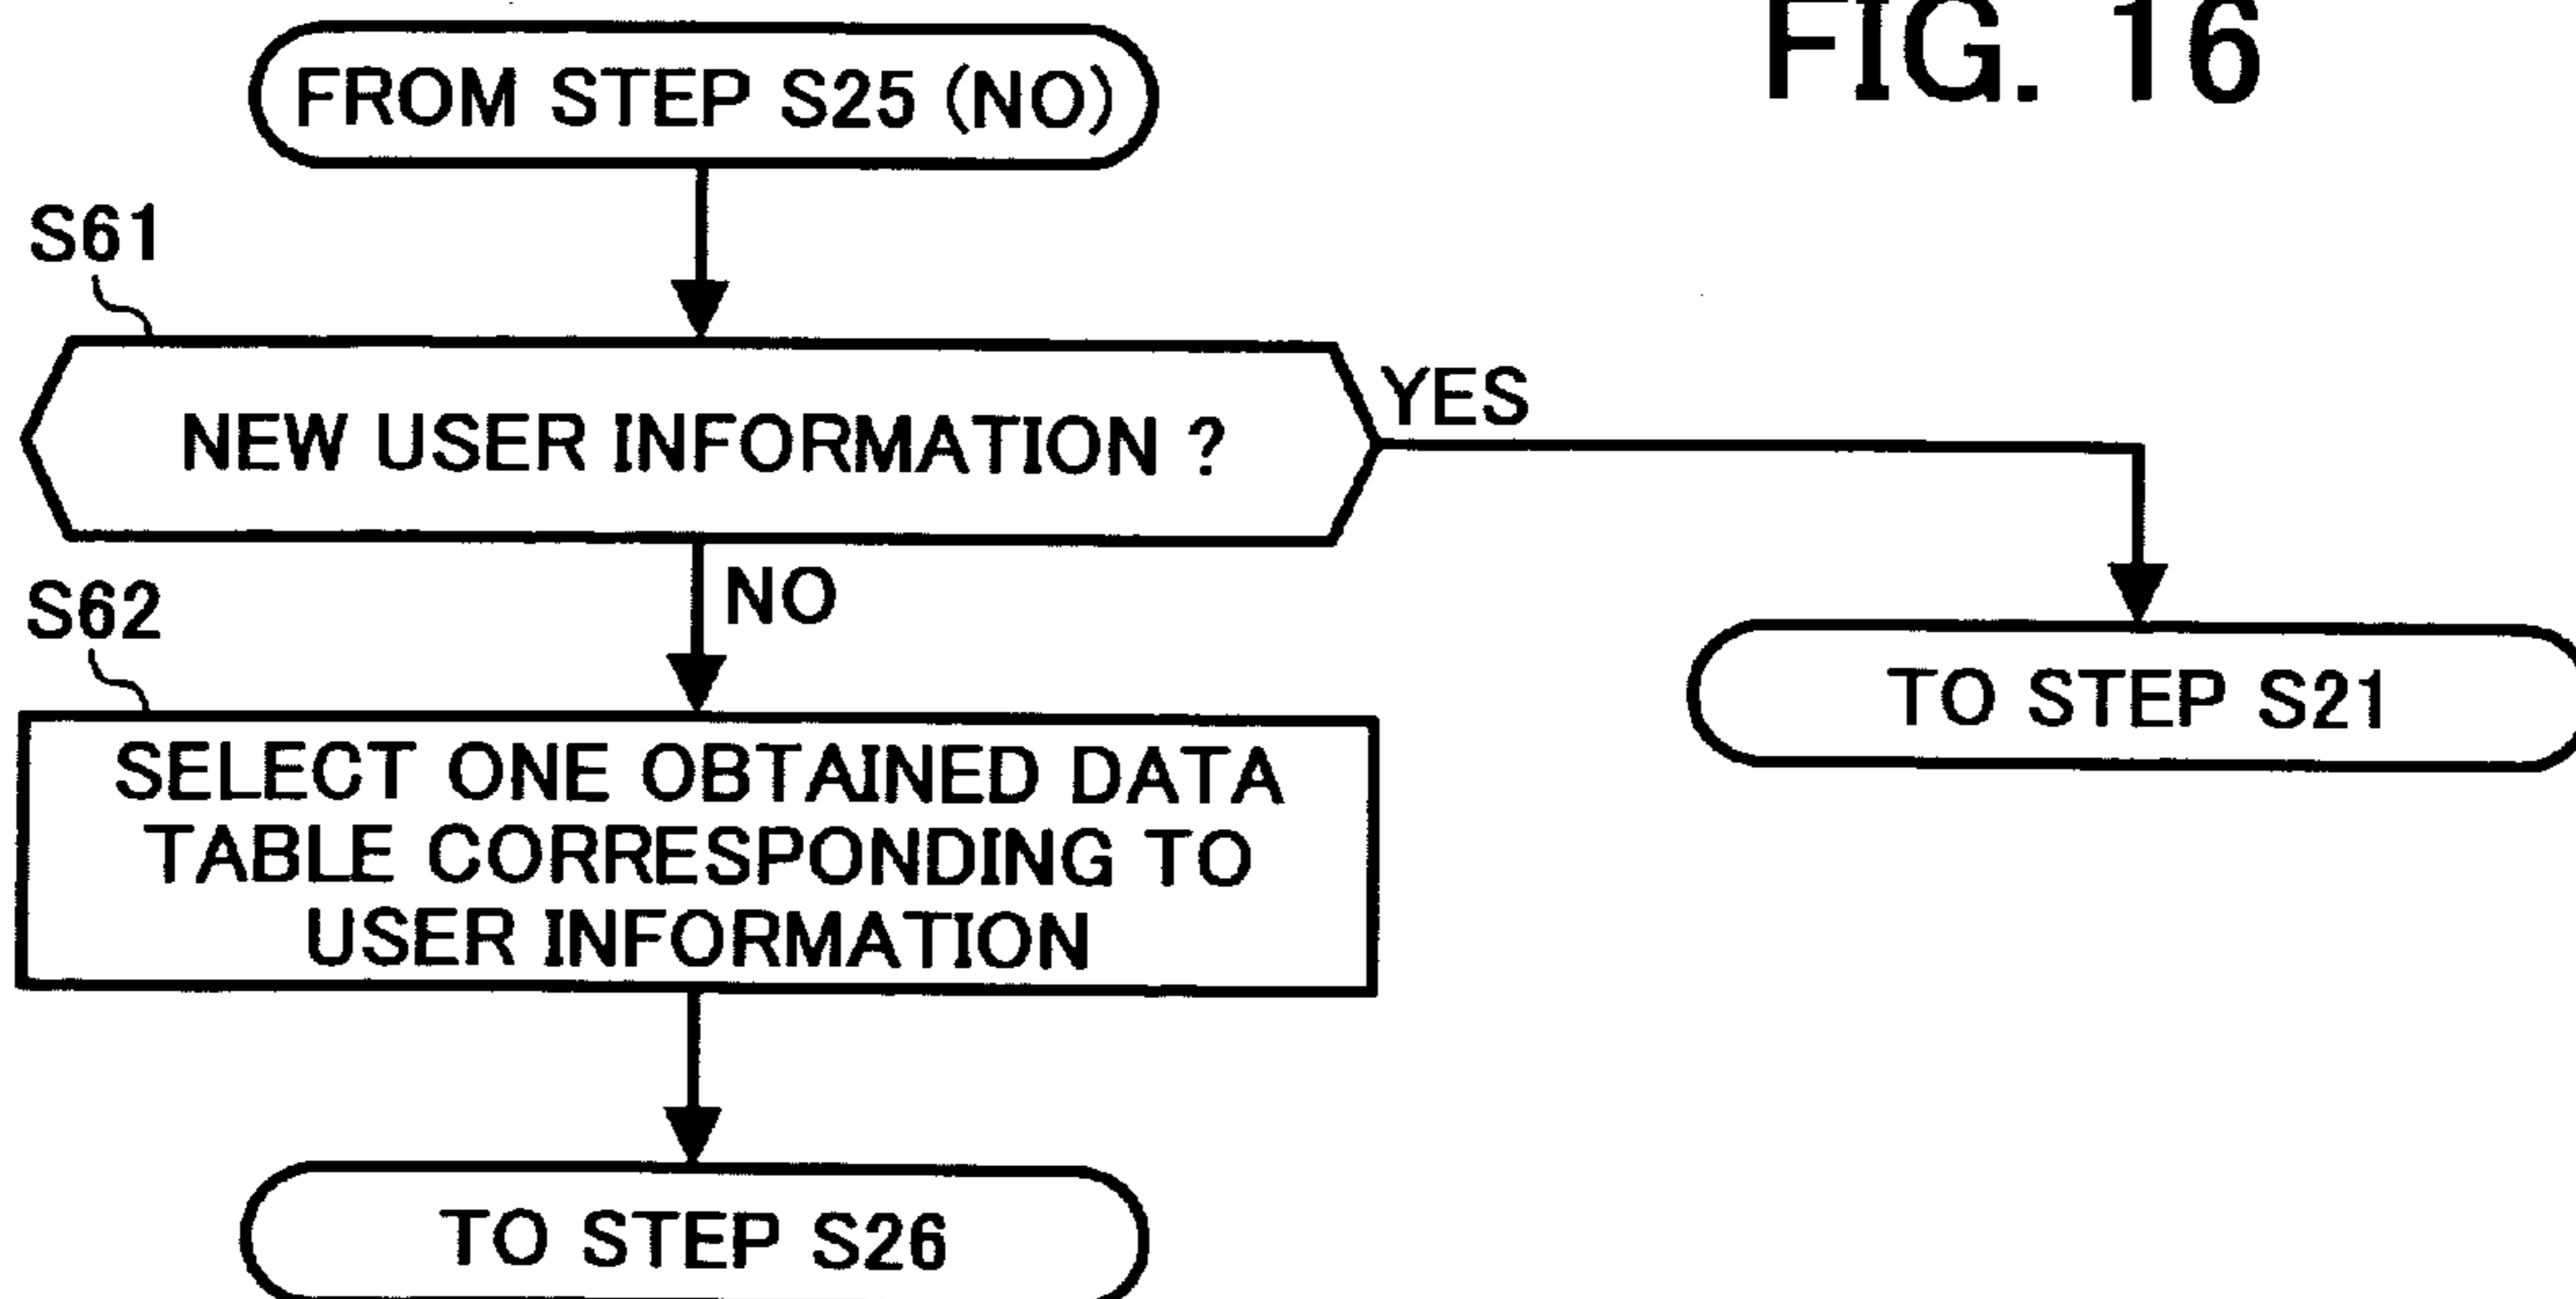 FIG. 16
FROM STEP S25 (NO)
S61
NEW USER INFORMATION ?
YES
NO
S62
TO STEP S21
SELECT ONE OBTAINED DATA
TABLE CORRESPONDING TO
USER INFORMATION
TO STEP S26